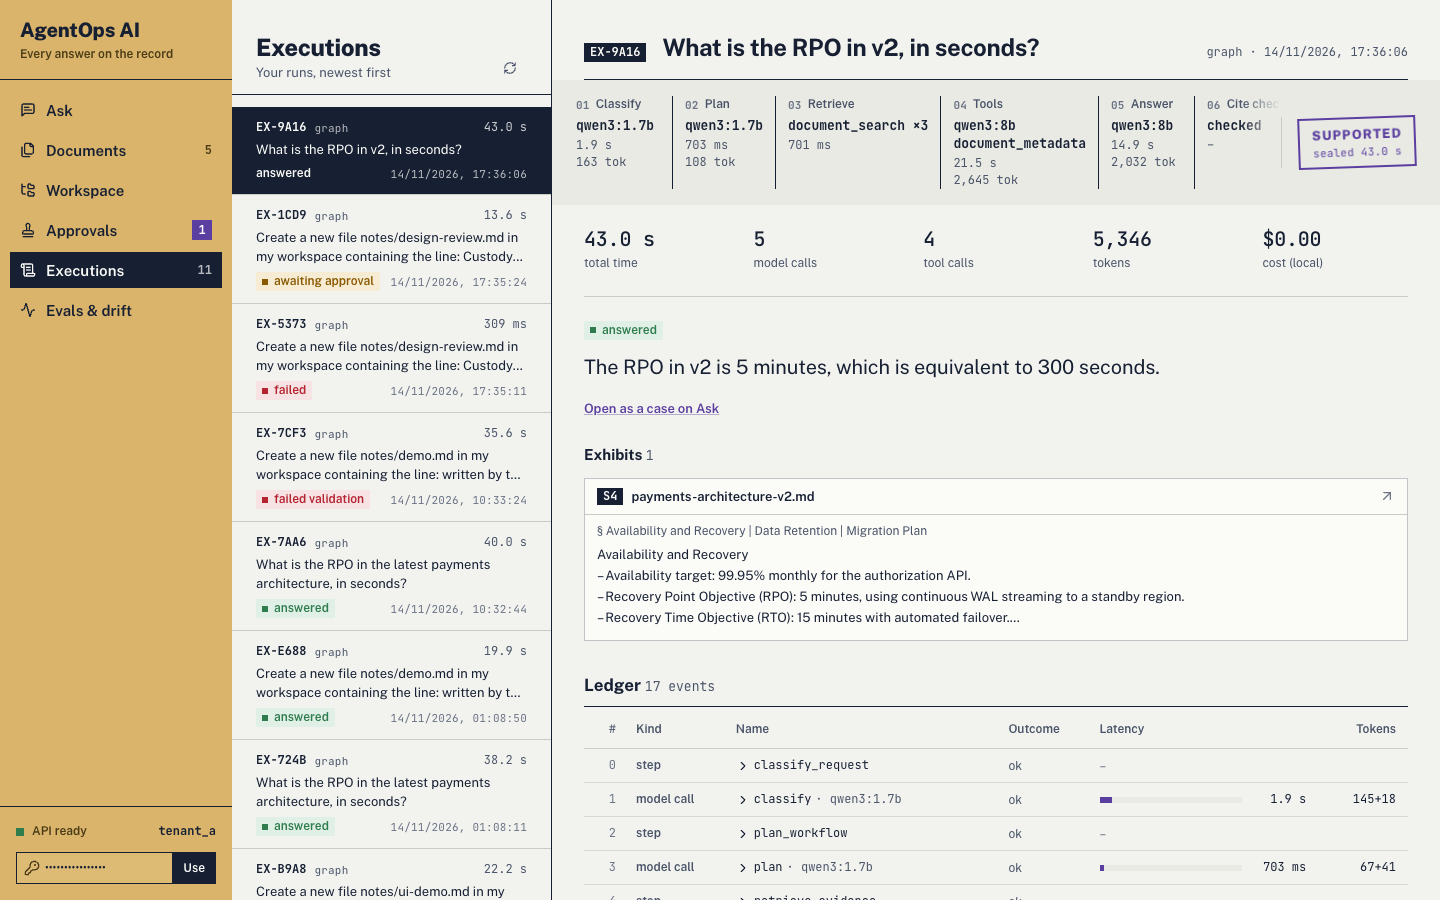 AgentOps AI
Every answer on the record
Ask
Documents 5
Workspace
Approvals 1
Executions 11
Evals & drift
API ready tenant_a
Use
Executions
Your runs, newest first
EX-9A16 graph 43.0 s
What is the RPO in v2, in seconds?
answered 14/11/2026, 17:36:06
EX-1CD9 graph 13.6 s
Create a new file notes/design-review.md in
my workspace containing the line: Custody...
awaiting approval 14/11/2026, 17:35:24
EX-5373 graph 309 ms
Create a new file notes/design-review.md in
my workspace containing the line: Custody...
failed 14/11/2026, 17:35:11
EX-7CF3 graph 35.6 s
Create a new file notes/demo.md in my
workspace containing the line: written by t...
failed validation 14/11/2026, 10:33:24
EX-7AA6 graph 40.0 s
What is the RPO in the latest payments
architecture, in seconds?
answered 14/11/2026, 10:32:44
EX-E688 graph 19.9 s
Create a new file notes/demo.md in my
workspace containing the line: written by t...
answered 14/11/2026, 01:08:50
EX-724B graph 38.2 s
What is the RPO in the latest payments
architecture, in seconds?
answered 14/11/2026, 01:08:11
EX-B9A8 graph 22.2 s
Create a new file notes/ui-demo.md in my
EX-9A16 What is the RPO in v2, in seconds? graph · 14/11/2026, 17:36:06
01 Classify
qwen3:1.7b
1.9 s
163 tok
02 Plan
qwen3:1.7b
703 ms
108 tok
03 Retrieve
document_search ×3
701 ms
04 Tools
qwen3:8b
document_metadata
21.5 s
2,645 tok
05 Answer
qwen3:8b
14.9 s
2,032 tok
06 Cite chec
checked
–
SUPPORTED
sealed 43.0 s
43.0 s
total time
5
model calls
4
tool calls
5,346
tokens
$0.00
cost (local)
answered
The RPO in v2 is 5 minutes, which is equivalent to 300 seconds.
Open as a case on Ask
Exhibits 1
S4 payments-architecture-v2.md
§ Availability and Recovery | Data Retention | Migration Plan
Availability and Recovery
– Availability target: 99.95% monthly for the authorization API.
– Recovery Point Objective (RPO): 5 minutes, using continuous WAL streaming to a standby region.
– Recovery Time Objective (RTO): 15 minutes with automated failover....
Ledger 17 events
# Kind Name Outcome Latency Tokens
0 step classify_request ok –
1 model call classify · qwen3:1.7b ok 1.9 s 145+18
2 step plan_workflow ok –
3 model call plan · qwen3:1.7b ok 703 ms 67+41